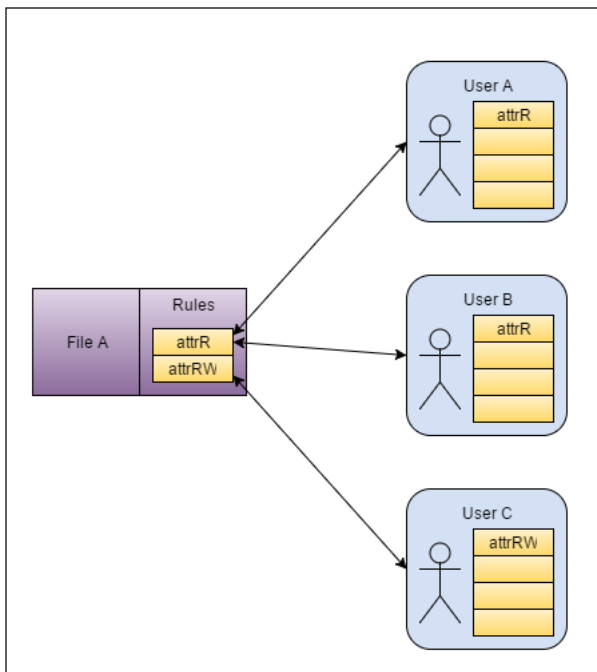 User A
attrR
File A
Rules
attrR
attrRW
User B
attrR
User C
attrRW